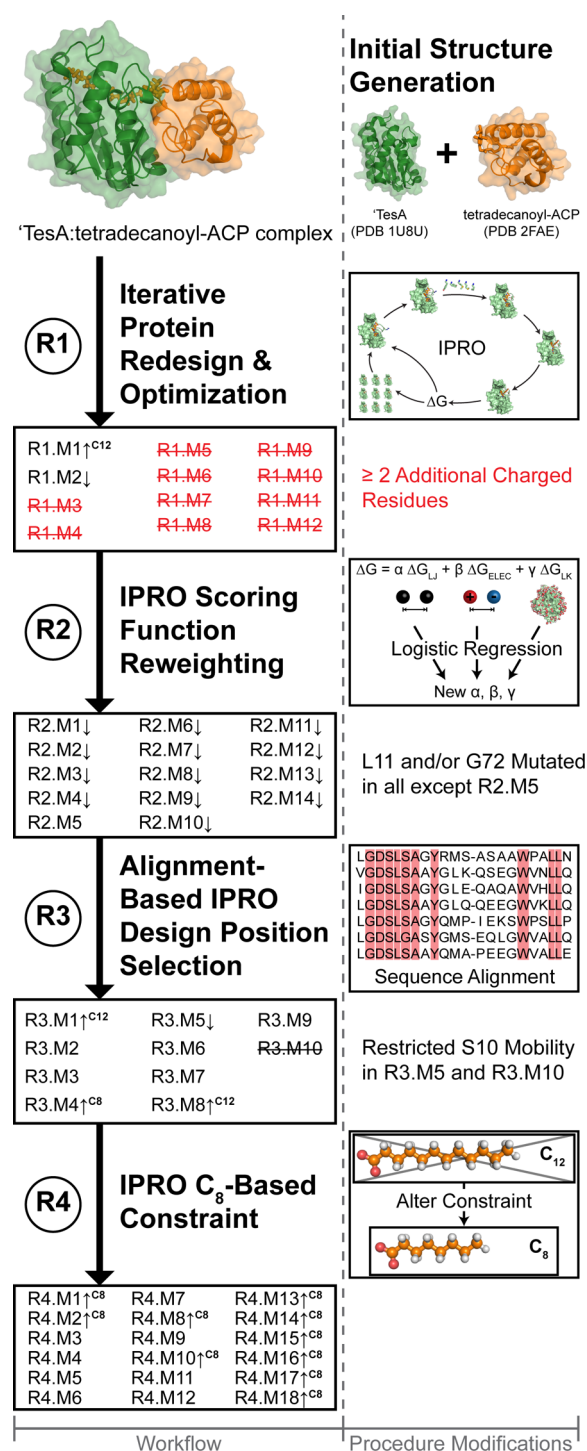 Initial Structure
Generation
+
'TesA
(PDB 1U8U)
tetradecanoyl-ACP
(PDB 2FAE)
‘TesA:tetradecanoyl-ACP complex
R1
Iterative
Protein
Redesign &
Optimization
IPRO
ΔG
R1.M1↑C12
R1.M2↓
R1.M3
R1.M4
R1.M5
R1.M6
R1.M7
R1.M8
R1.M9
R1.M10
R1.M11
R1.M12
≥ 2 Additional Charged
Residues
R2
IPRO Scoring
Function
Reweighting
ΔG = α ΔGLJ + β ΔGELEC + γ ΔGLK
+ -
Logistic Regression
New α, β, γ
R2.M1↓
R2.M2↓
R2.M3↓
R2.M4↓
R2.M5
R2.M6↓
R2.M7↓
R2.M8↓
R2.M9↓
R2.M10↓
R2.M11↓
R2.M12↓
R2.M13↓
R2.M14↓
L11 and/or G72 Mutated
in all except R2.M5
R3
Alignment-
Based IPRO
Design Position
Selection
LGDSLSAGYRMS-ASAAWPALLN
VGDSLSAAYGLK-QSEGWVNLLQ
IGDSLSAAYGLE-QAQAWVHLLQ
LGDSLSAAYGLQ-QEEGWVKLLQ
LGDSLSAGYQMP-IEKSWPSLLP
LGDSLGASYGMS-EQLGWVALLQ
LGDSLSAAYQMA-PEEGWVALLE
Sequence Alignment
R3.M1↑C12
R3.M2
R3.M3
R3.M4↑C8
R3.M5↓
R3.M6
R3.M7
R3.M8↑C12
R3.M9
R3.M10
Restricted S10 Mobility
in R3.M5 and R3.M10
R4
IPRO C8-Based
Constraint
C12
Alter Constraint
C8
R4.M1↑C8
R4.M2↑C8
R4.M3
R4.M4
R4.M5
R4.M6
R4.M7
R4.M8↑C8
R4.M9
R4.M10↑C8
R4.M11
R4.M12
R4.M13↑C8
R4.M14↑C8
R4.M15↑C8
R4.M16↑C8
R4.M17↑C8
R4.M18↑C8
Workflow
Procedure Modifications